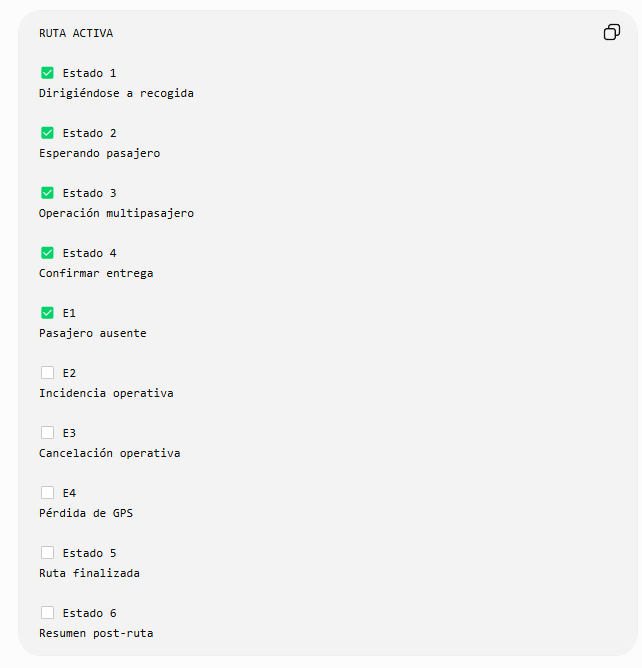 RUTA ACTIVA
Estado 1
Dirigiéndose a recogida
Estado 2
Esperando pasajero
Estado 3
Operación multipasajero
Estado 4
Confirmar entrega
E1
Pasajero ausente
E2
Incidencia operativa
E3
Cancelación operativa
E4
Pérdida de GPS
Estado 5
Ruta finalizada
Estado 6
Resumen post-ruta